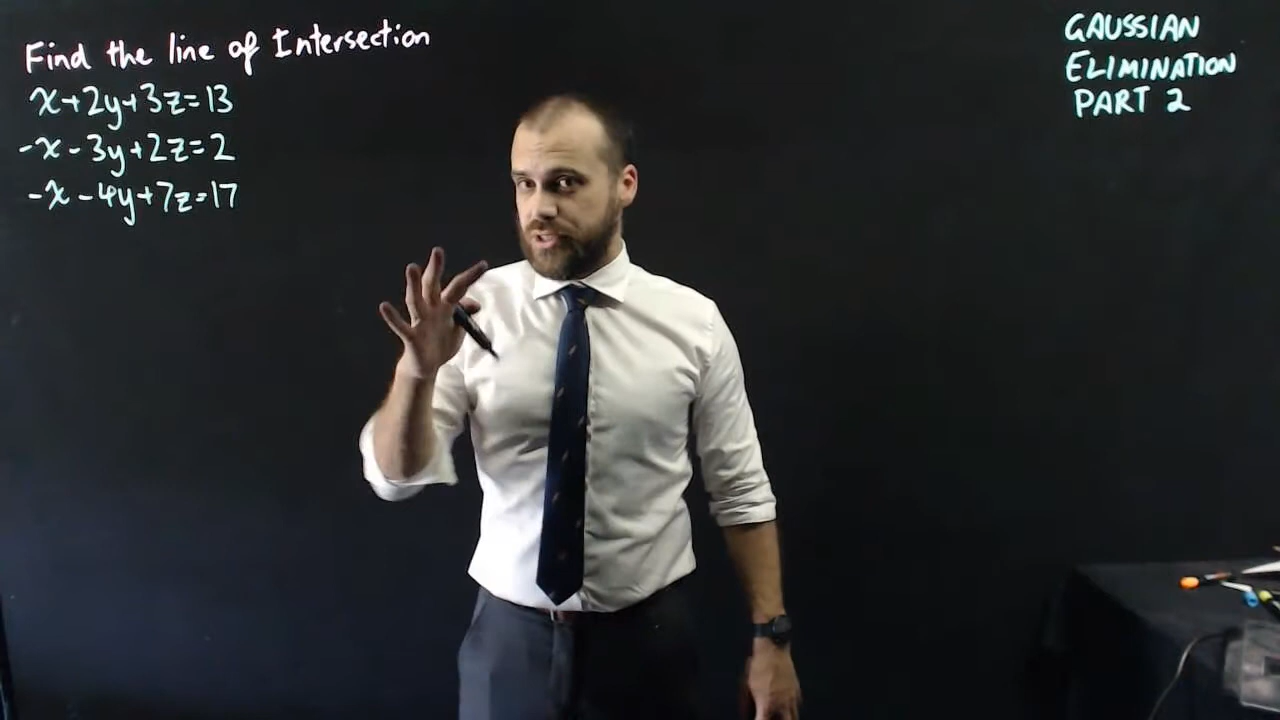 Find the line of Intersection
x+2y+3z=13
-x-3y+2z=2
-x-4y+7z=17
GAUSSIAN
ELIMINATION
PART 2